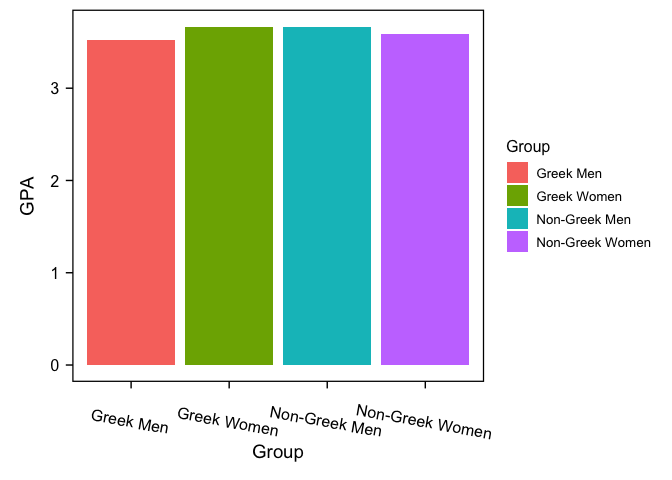 GPA
3
2
1
0
Greek Men
Greek Women
Non-Greek Men
Non-Greek Women
Group
Group
Greek Men
Greek Women
Non-Greek Men
Non-Greek Women